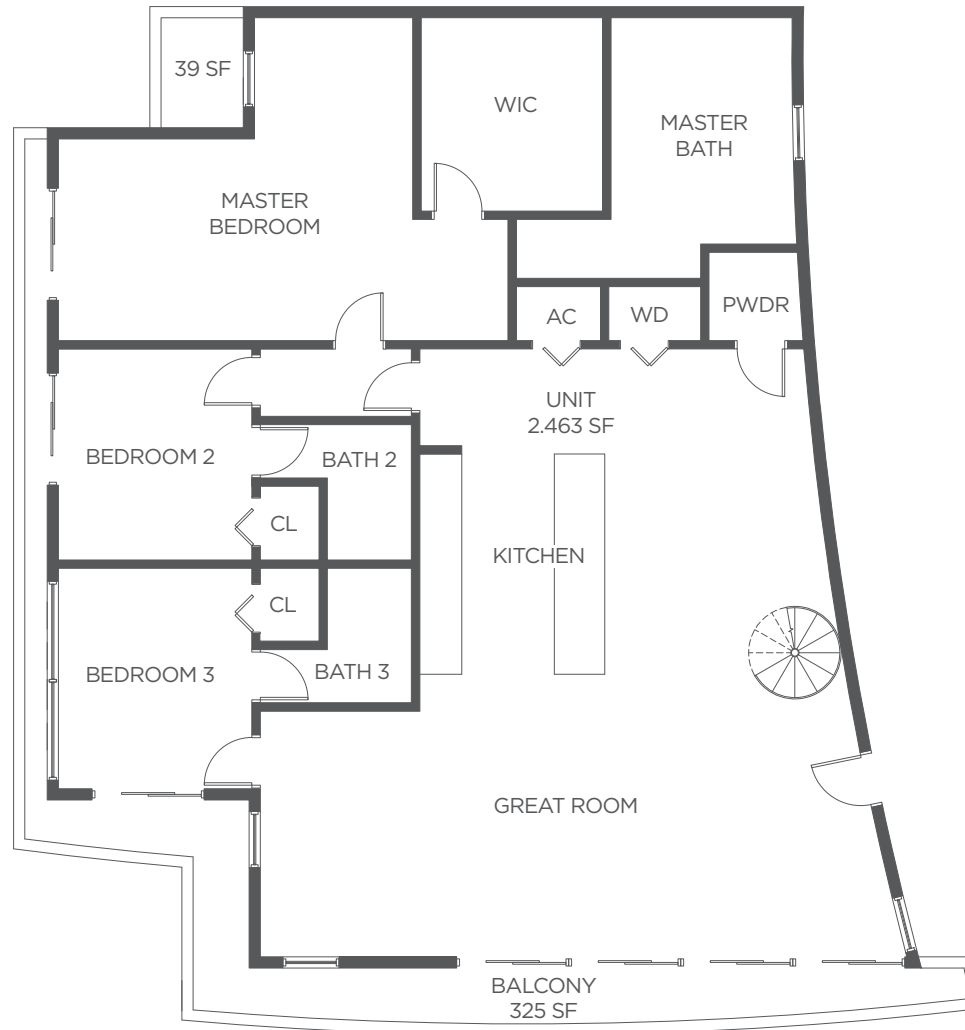 39 SF
WIC
MASTER
BATH
MASTER
BEDROOM
AC
WD
PWDR
UNIT
2.463 SF
BEDROOM 2
BATH 2
CL
KITCHEN
CL
BEDROOM 3
BATH 3
GREAT ROOM
BALCONY
325 SF